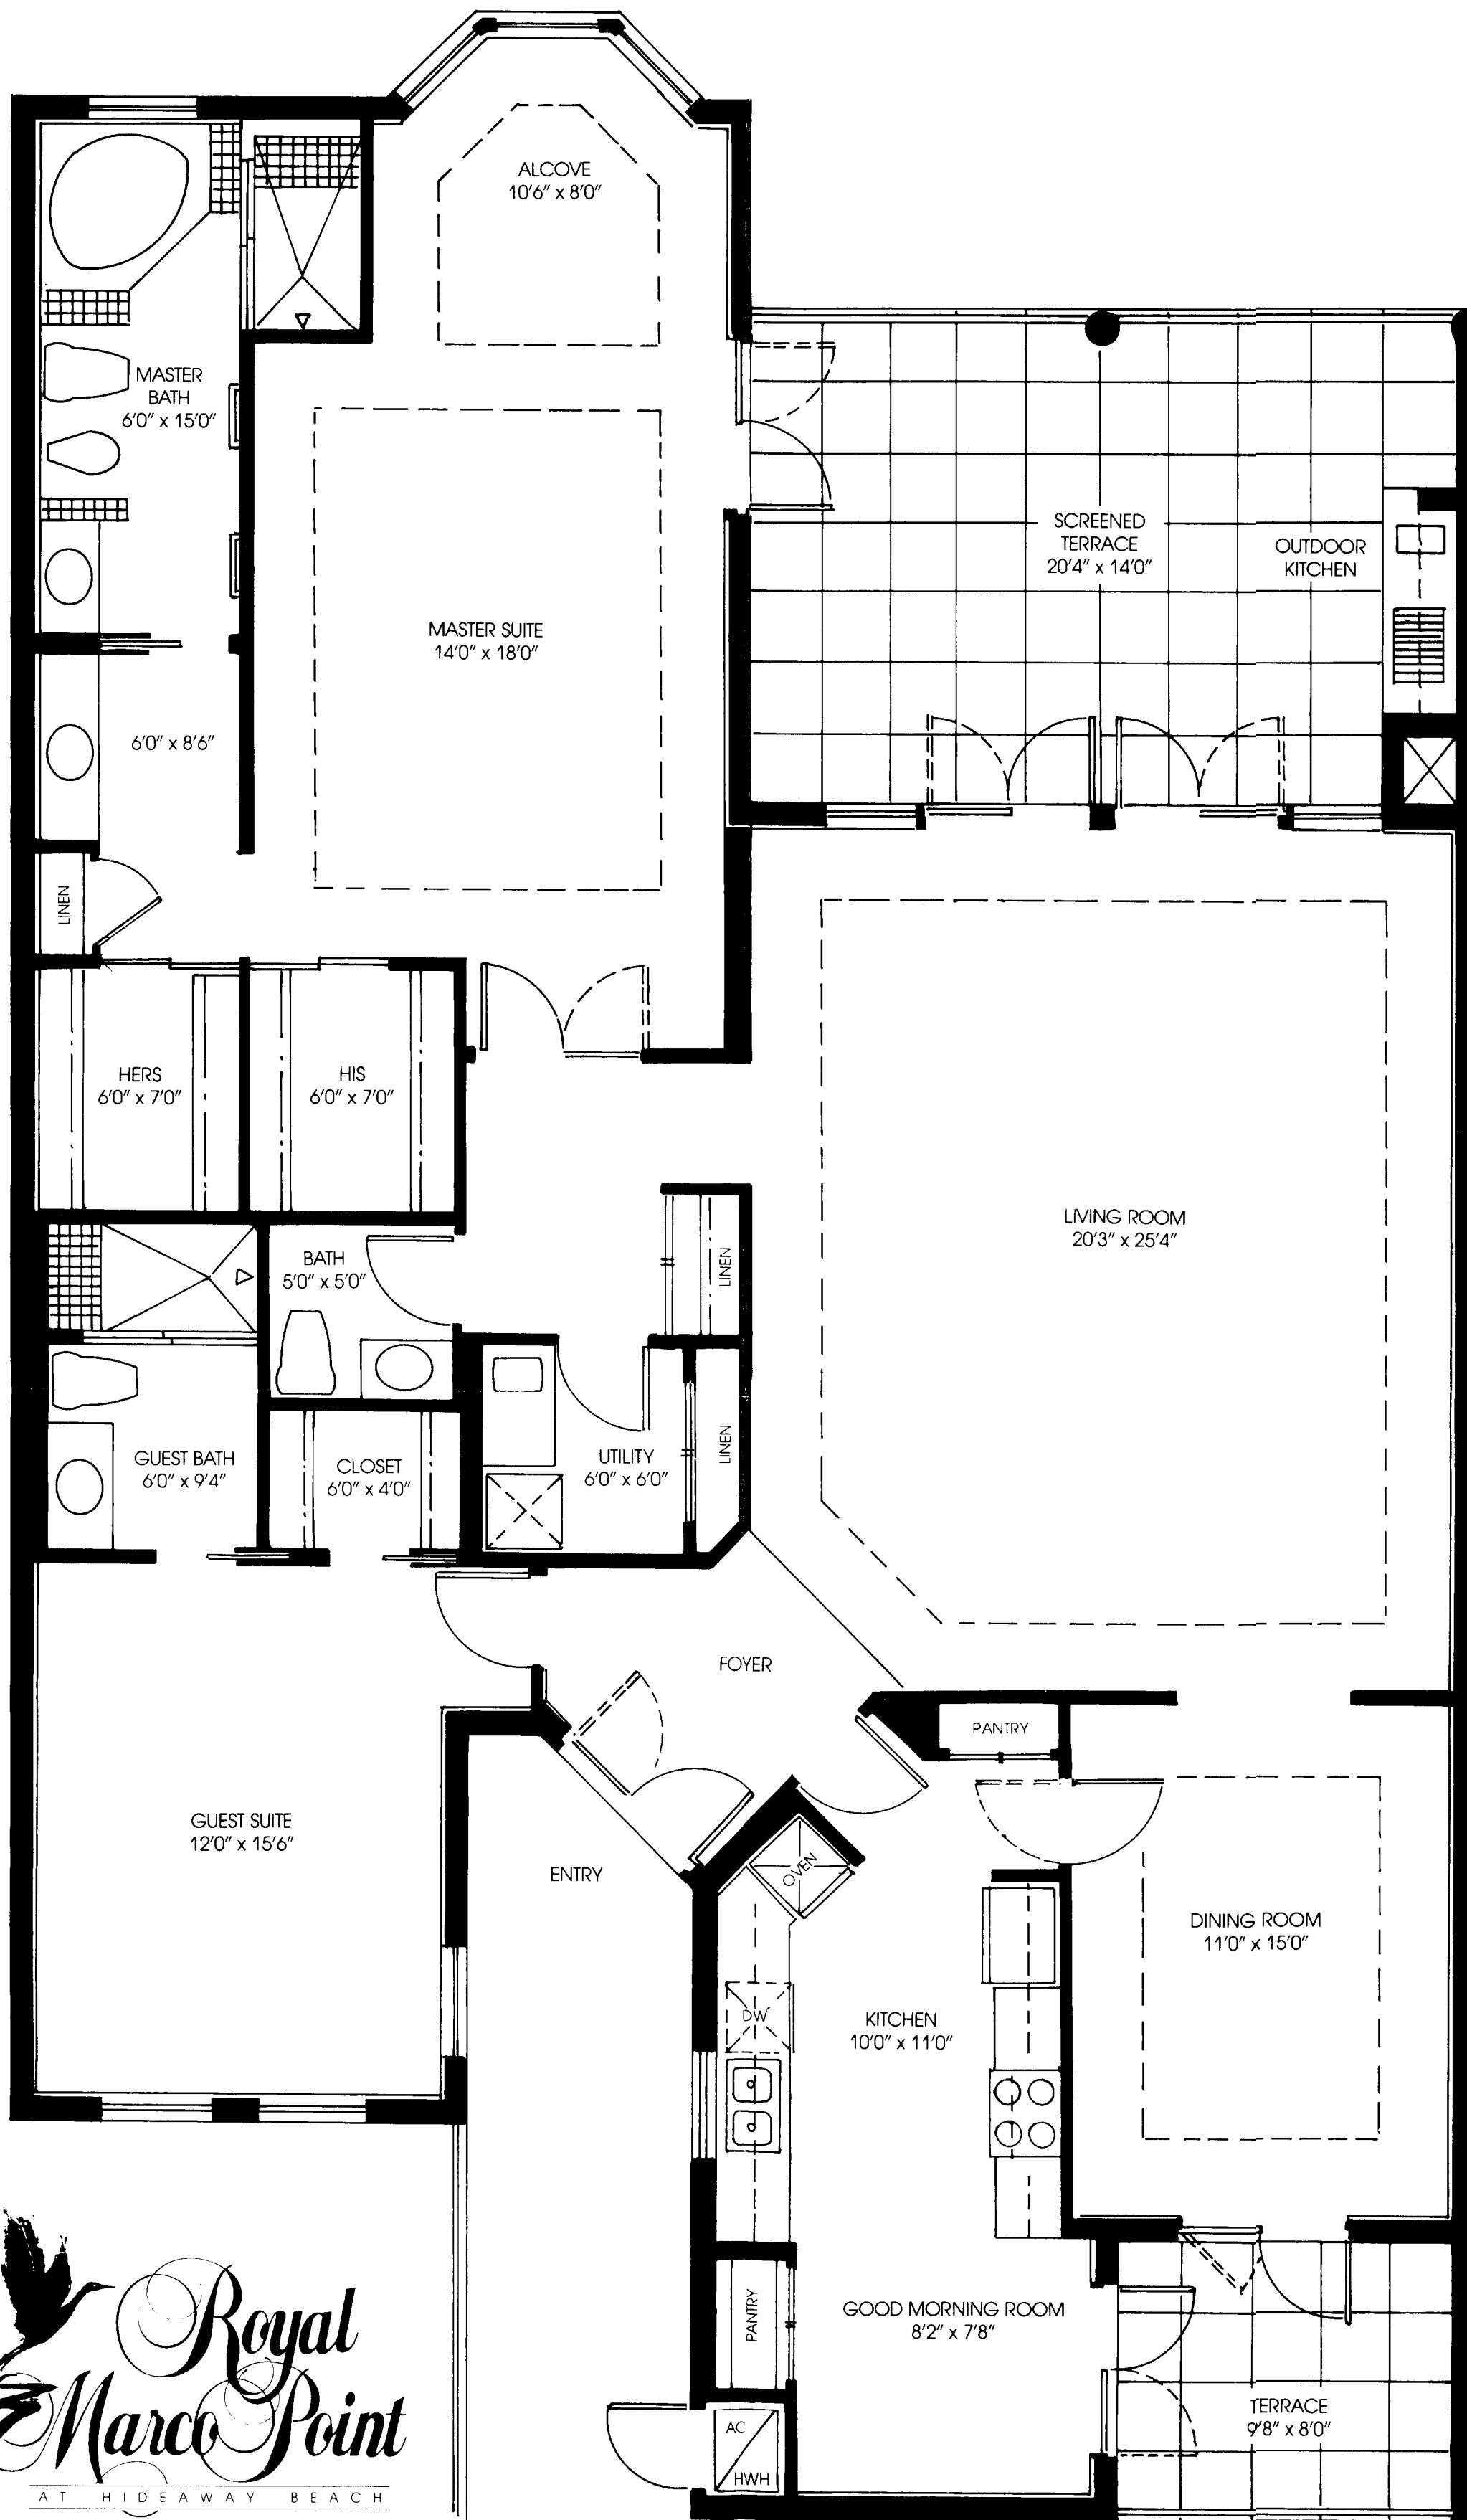 ALCOVE
10'6" x 8'0"
MASTER
BATH
6'0" x 15'0"
SCREENED
TERRACE
20'4" x 14'0"
OUTDOOR
KITCHEN
MASTER SUITE
14'0" x 18'0"
6'0" x 8'6"
LINEN
HERS
6'0" x 7'0"
HIS
6'0" x 7'0"
LIVING ROOM
20'3" x 25'4"
BATH
5'0" x 5'0"
LINEN
GUEST BATH
6'0" x 9'4"
CLOSET
6'0" x 4'0"
UTILITY
6'0" x 6'0"
LINEN
FOYER
PANTRY
GUEST SUITE
12'0" x 15'6"
ENTRY
OVEN
DINING ROOM
11'0" x 15'0"
DW
KITCHEN
10'0" x 11'0"
PANTRY
GOOD MORNING ROOM
8'2" x 7'8"
TERRACE
9'8" x 8'0"
AC
HWH
Royal
Marco Point
AT HIDEAWAY BEACH